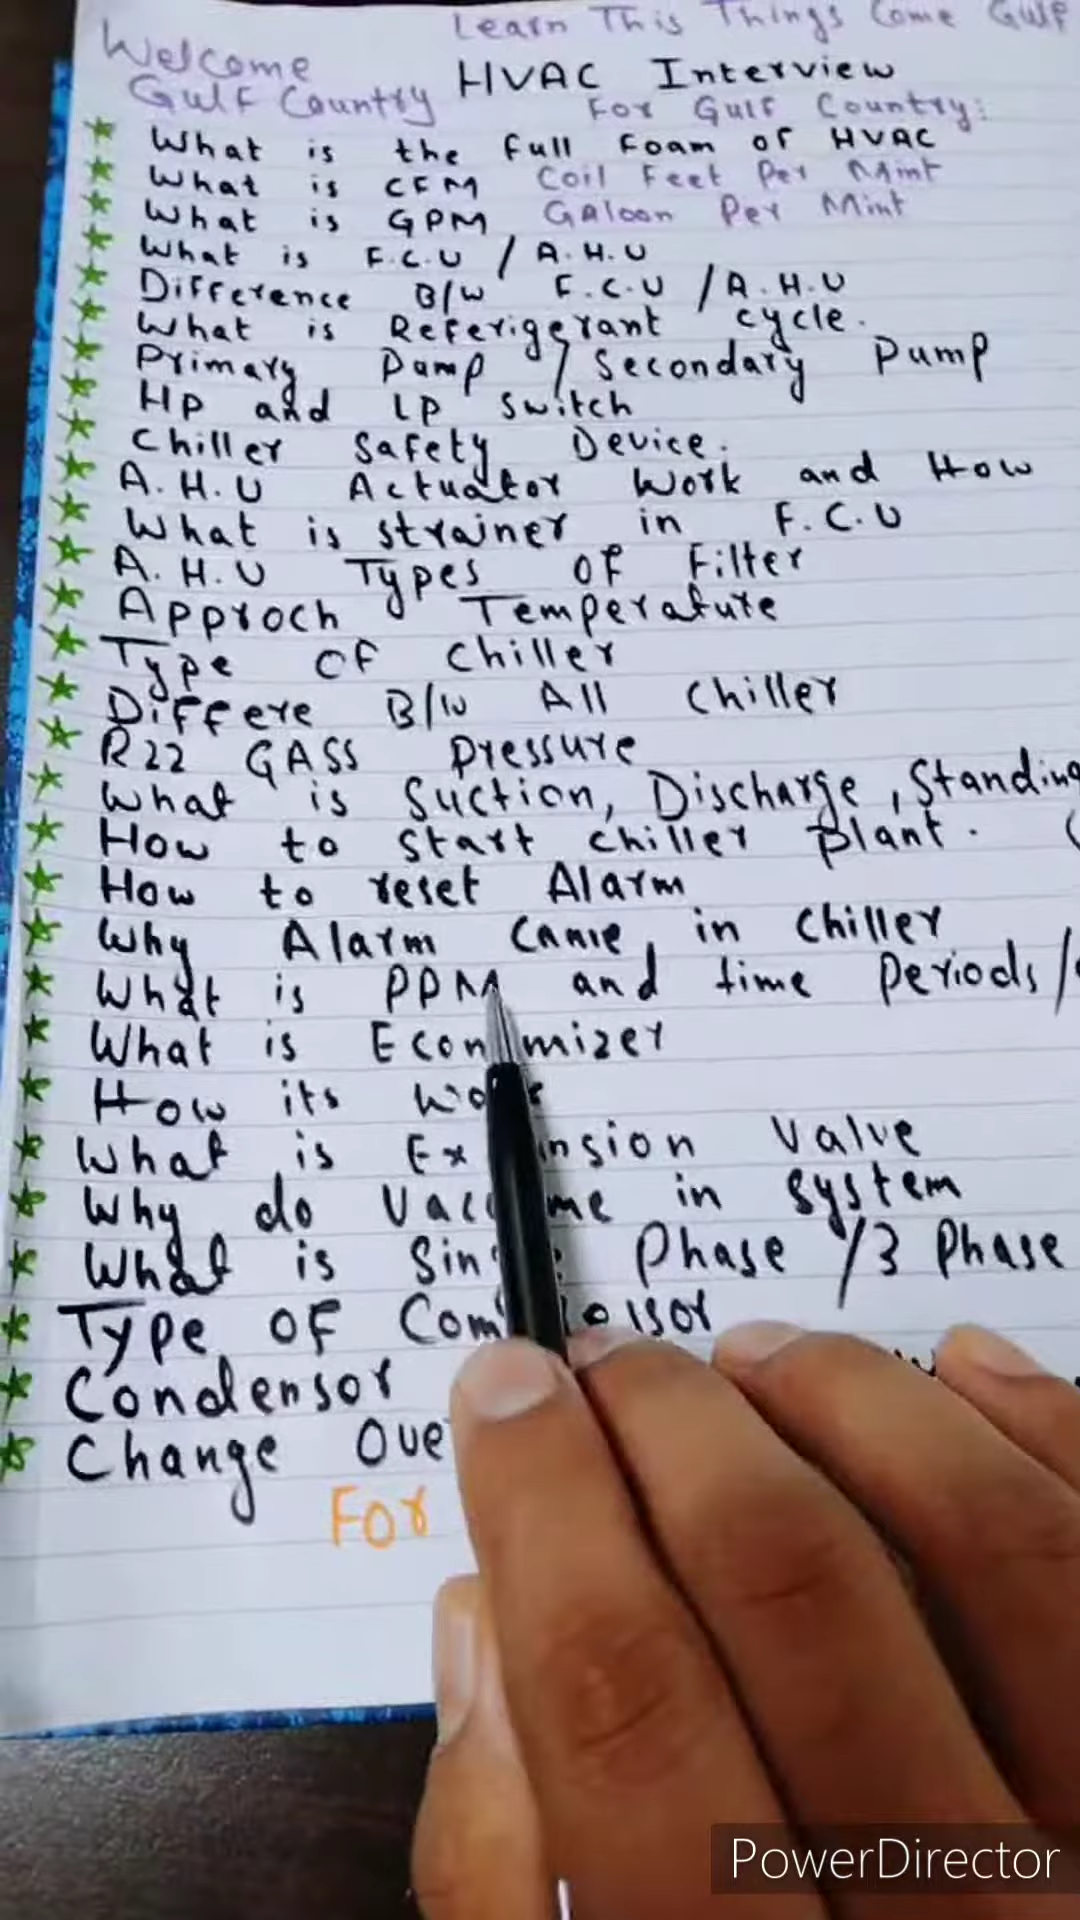 Learn This Things Come Gulf
Welcome
Gulf Country
HVAC Interview
For Gulf Country:
What is the full Foam of HVAC
What is CFM Coil Feet Per Mint
What is GPM GAloon Per Mint
What is F.C.U / A.H.U
Difference B/w F.C.U / A.H.U
What is Referigerant cycle.
Primary Pump / Secondary Pump
HP and LP Switch
Chiller Safety Device.
A.H.U Actuator Work and How
What is strainer in F.C.U
A.H.U Types OF Filter
Approch Temperature
Type OF Chiller
Differe B/w All Chiller
R22 GASS Pressure
What is Suction, Discharge, Standing
How to start chiller plant.
How to reset Alarm
Why Alarm Came in chiller
What is PPM and time Periods/
What is Economizer
How its
What is Valve
Why do in system
What is Phase /3 Phase
Type OF
Condensor
Change
For
PowerDirector